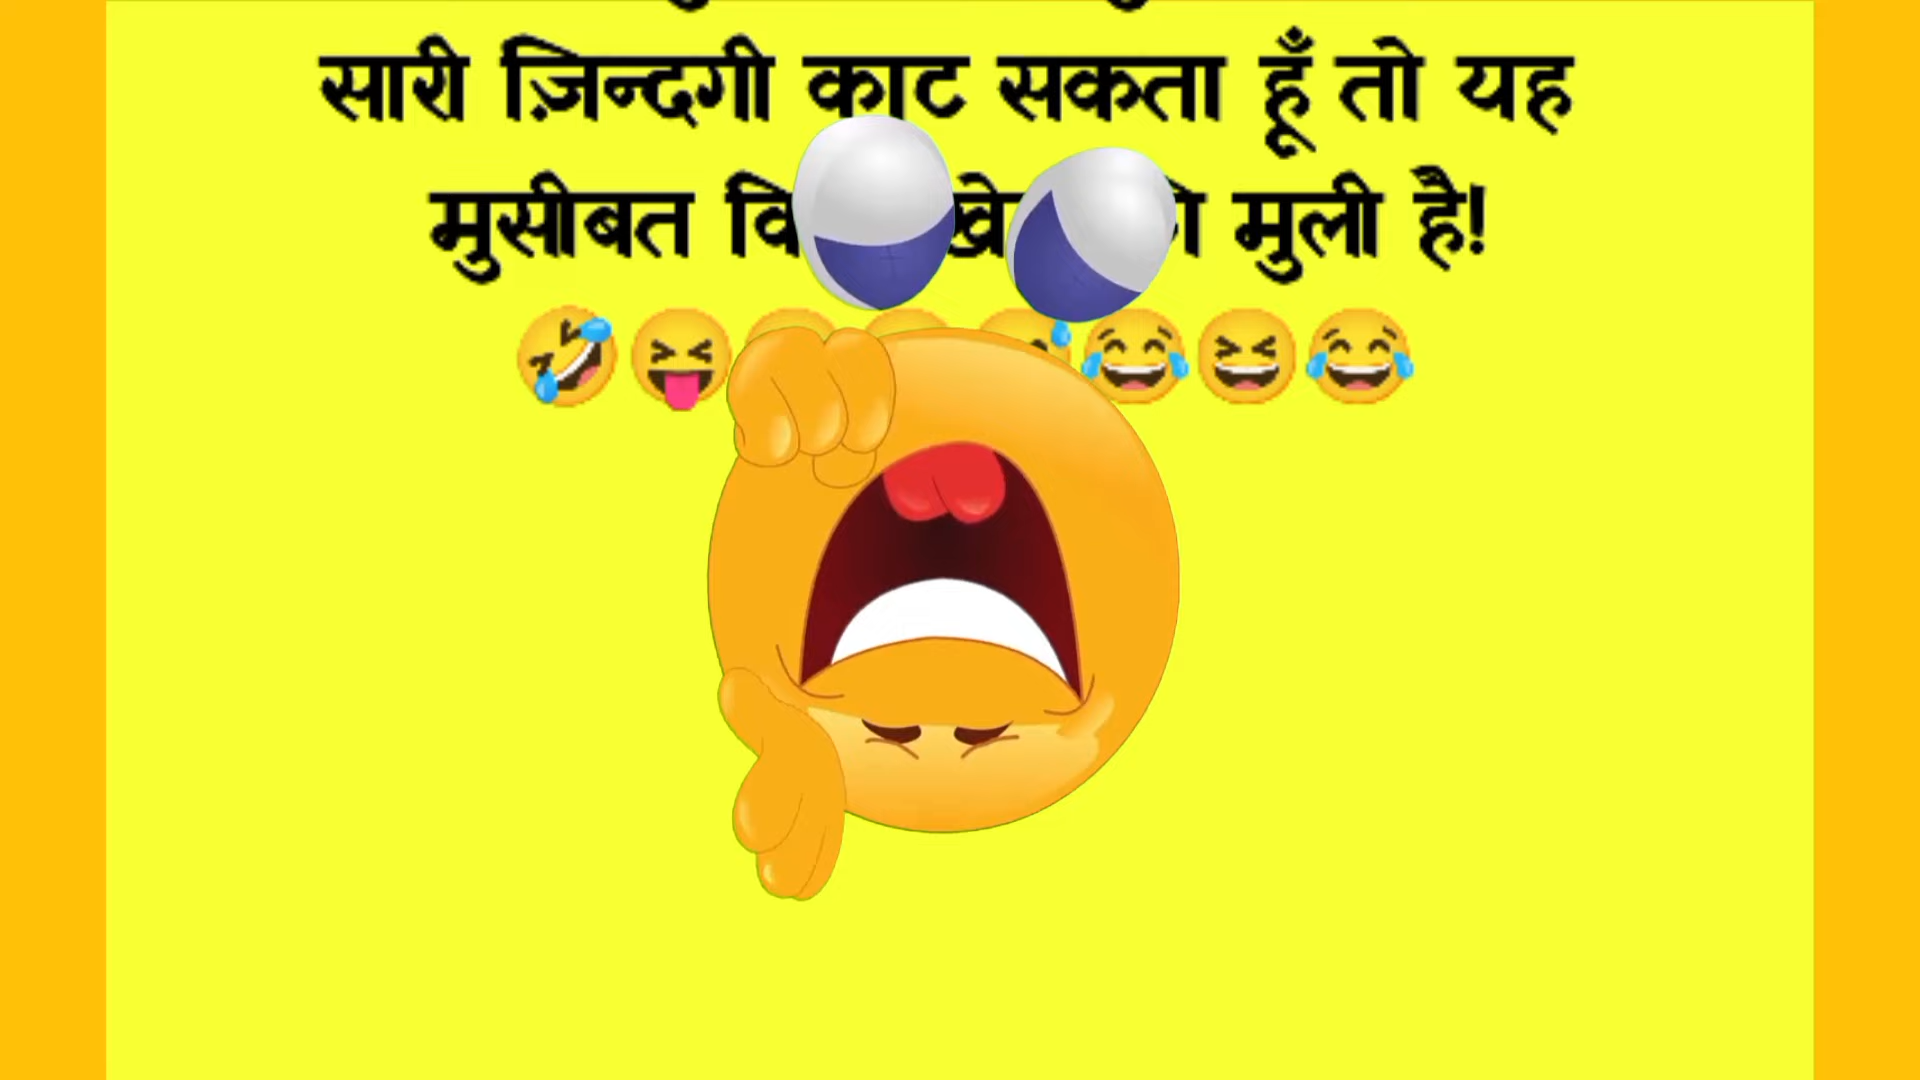 सारी ज़िन्दगी काट सकता हूँ तो यह
मुसीबत मुली है!